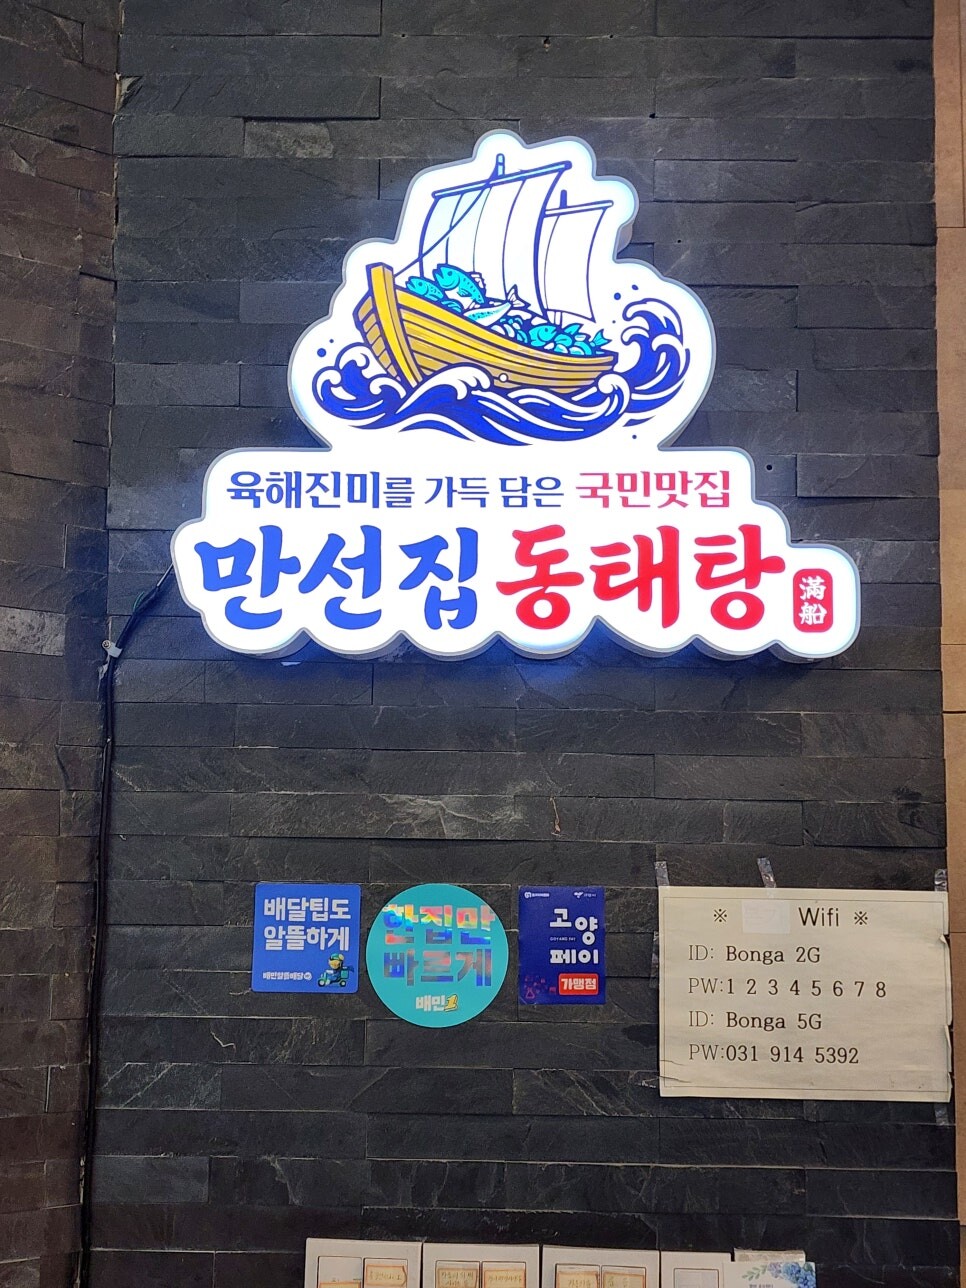 육해진미를 가득 담은 국민맛집
만선집 동태탕
滿船
배달팁도
알뜰하게
배민알뜰배달
한집만
빠르게
배민1
고양
페이
가맹점
※ Wifi ※
ID: Bonga 2G
PW:1 2 3 4 5 6 7 8
ID: Bonga 5G
PW:031 914 5392